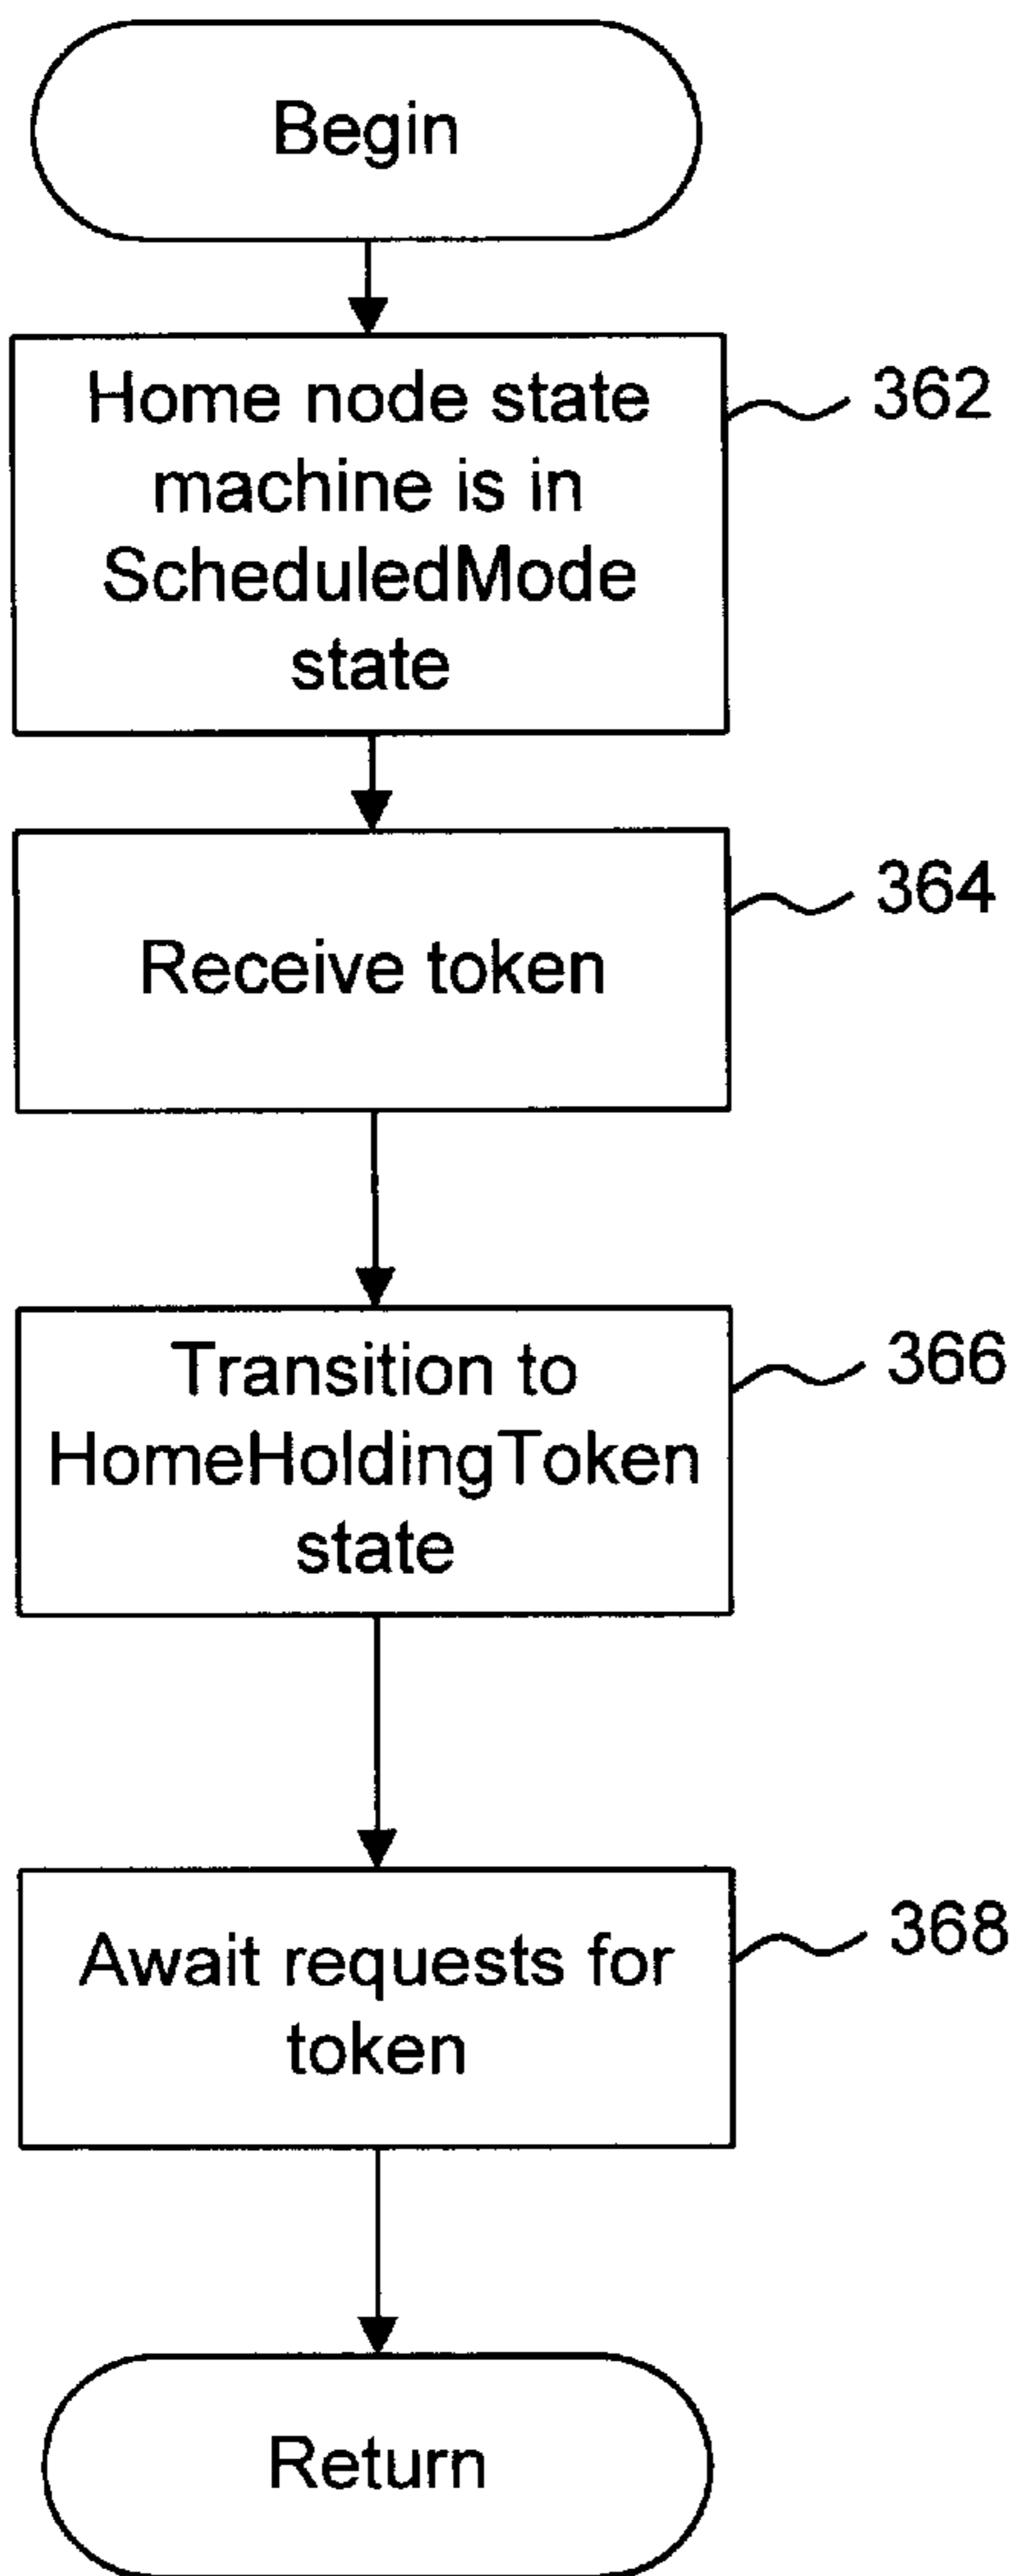 Begin
Home node state
machine is in
ScheduledMode
state
362
Receive token
364
Transition to
HomeHoldingToken
state
366
Await requests for
token
368
Return